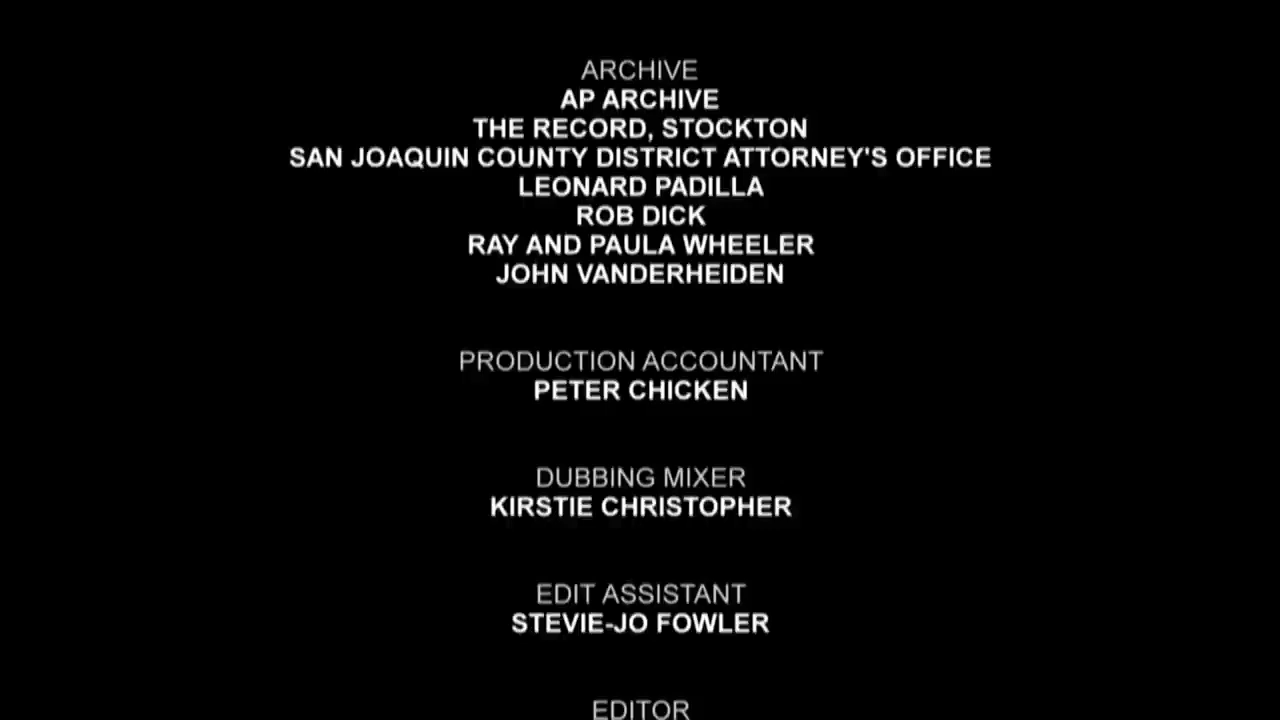 ARCHIVE
AP ARCHIVE
THE RECORD, STOCKTON
SAN JOAQUIN COUNTY DISTRICT ATTORNEY'S OFFICE
LEONARD PADILLA
ROB DICK
RAY AND PAULA WHEELER
JOHN VANDERHEIDEN
PRODUCTION ACCOUNTANT
PETER CHICKEN
DUBBING MIXER
KIRSTIE CHRISTOPHER
EDIT ASSISTANT
STEVIE-JO FOWLER
EDITOR